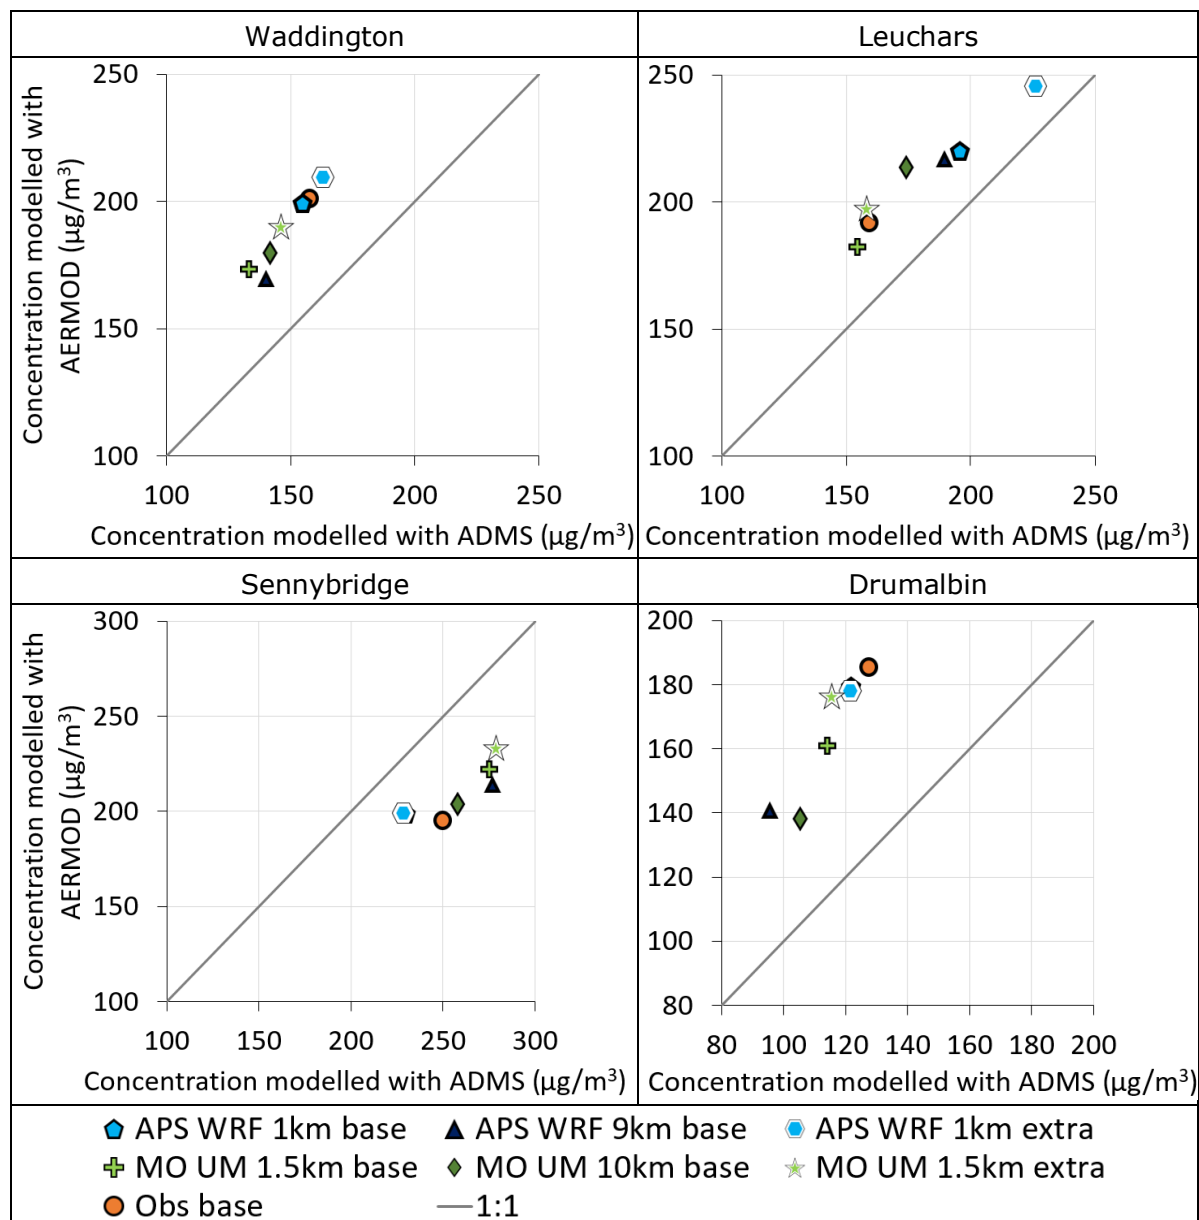 Waddington
Leuchars
Concentration modelled with
AERMOD (µg/m³)
250
200
150
100
100 150 200 250
Concentration modelled with ADMS (µg/m³)
250
200
150
100
100 150 200 250
Concentration modelled with ADMS (µg/m³)
Sennybridge
Drumalbin
Concentration modelled with
AERMOD (µg/m³)
300
250
200
150
100
100 150 200 250 300
Concentration modelled with ADMS (µg/m³)
200
180
160
140
120
100
80
80 100 120 140 160 180 200
Concentration modelled with ADMS (µg/m³)
APS WRF 1km base APS WRF 9km base APS WRF 1km extra
MO UM 1.5km base MO UM 10km base MO UM 1.5km extra
Obs base 1:1